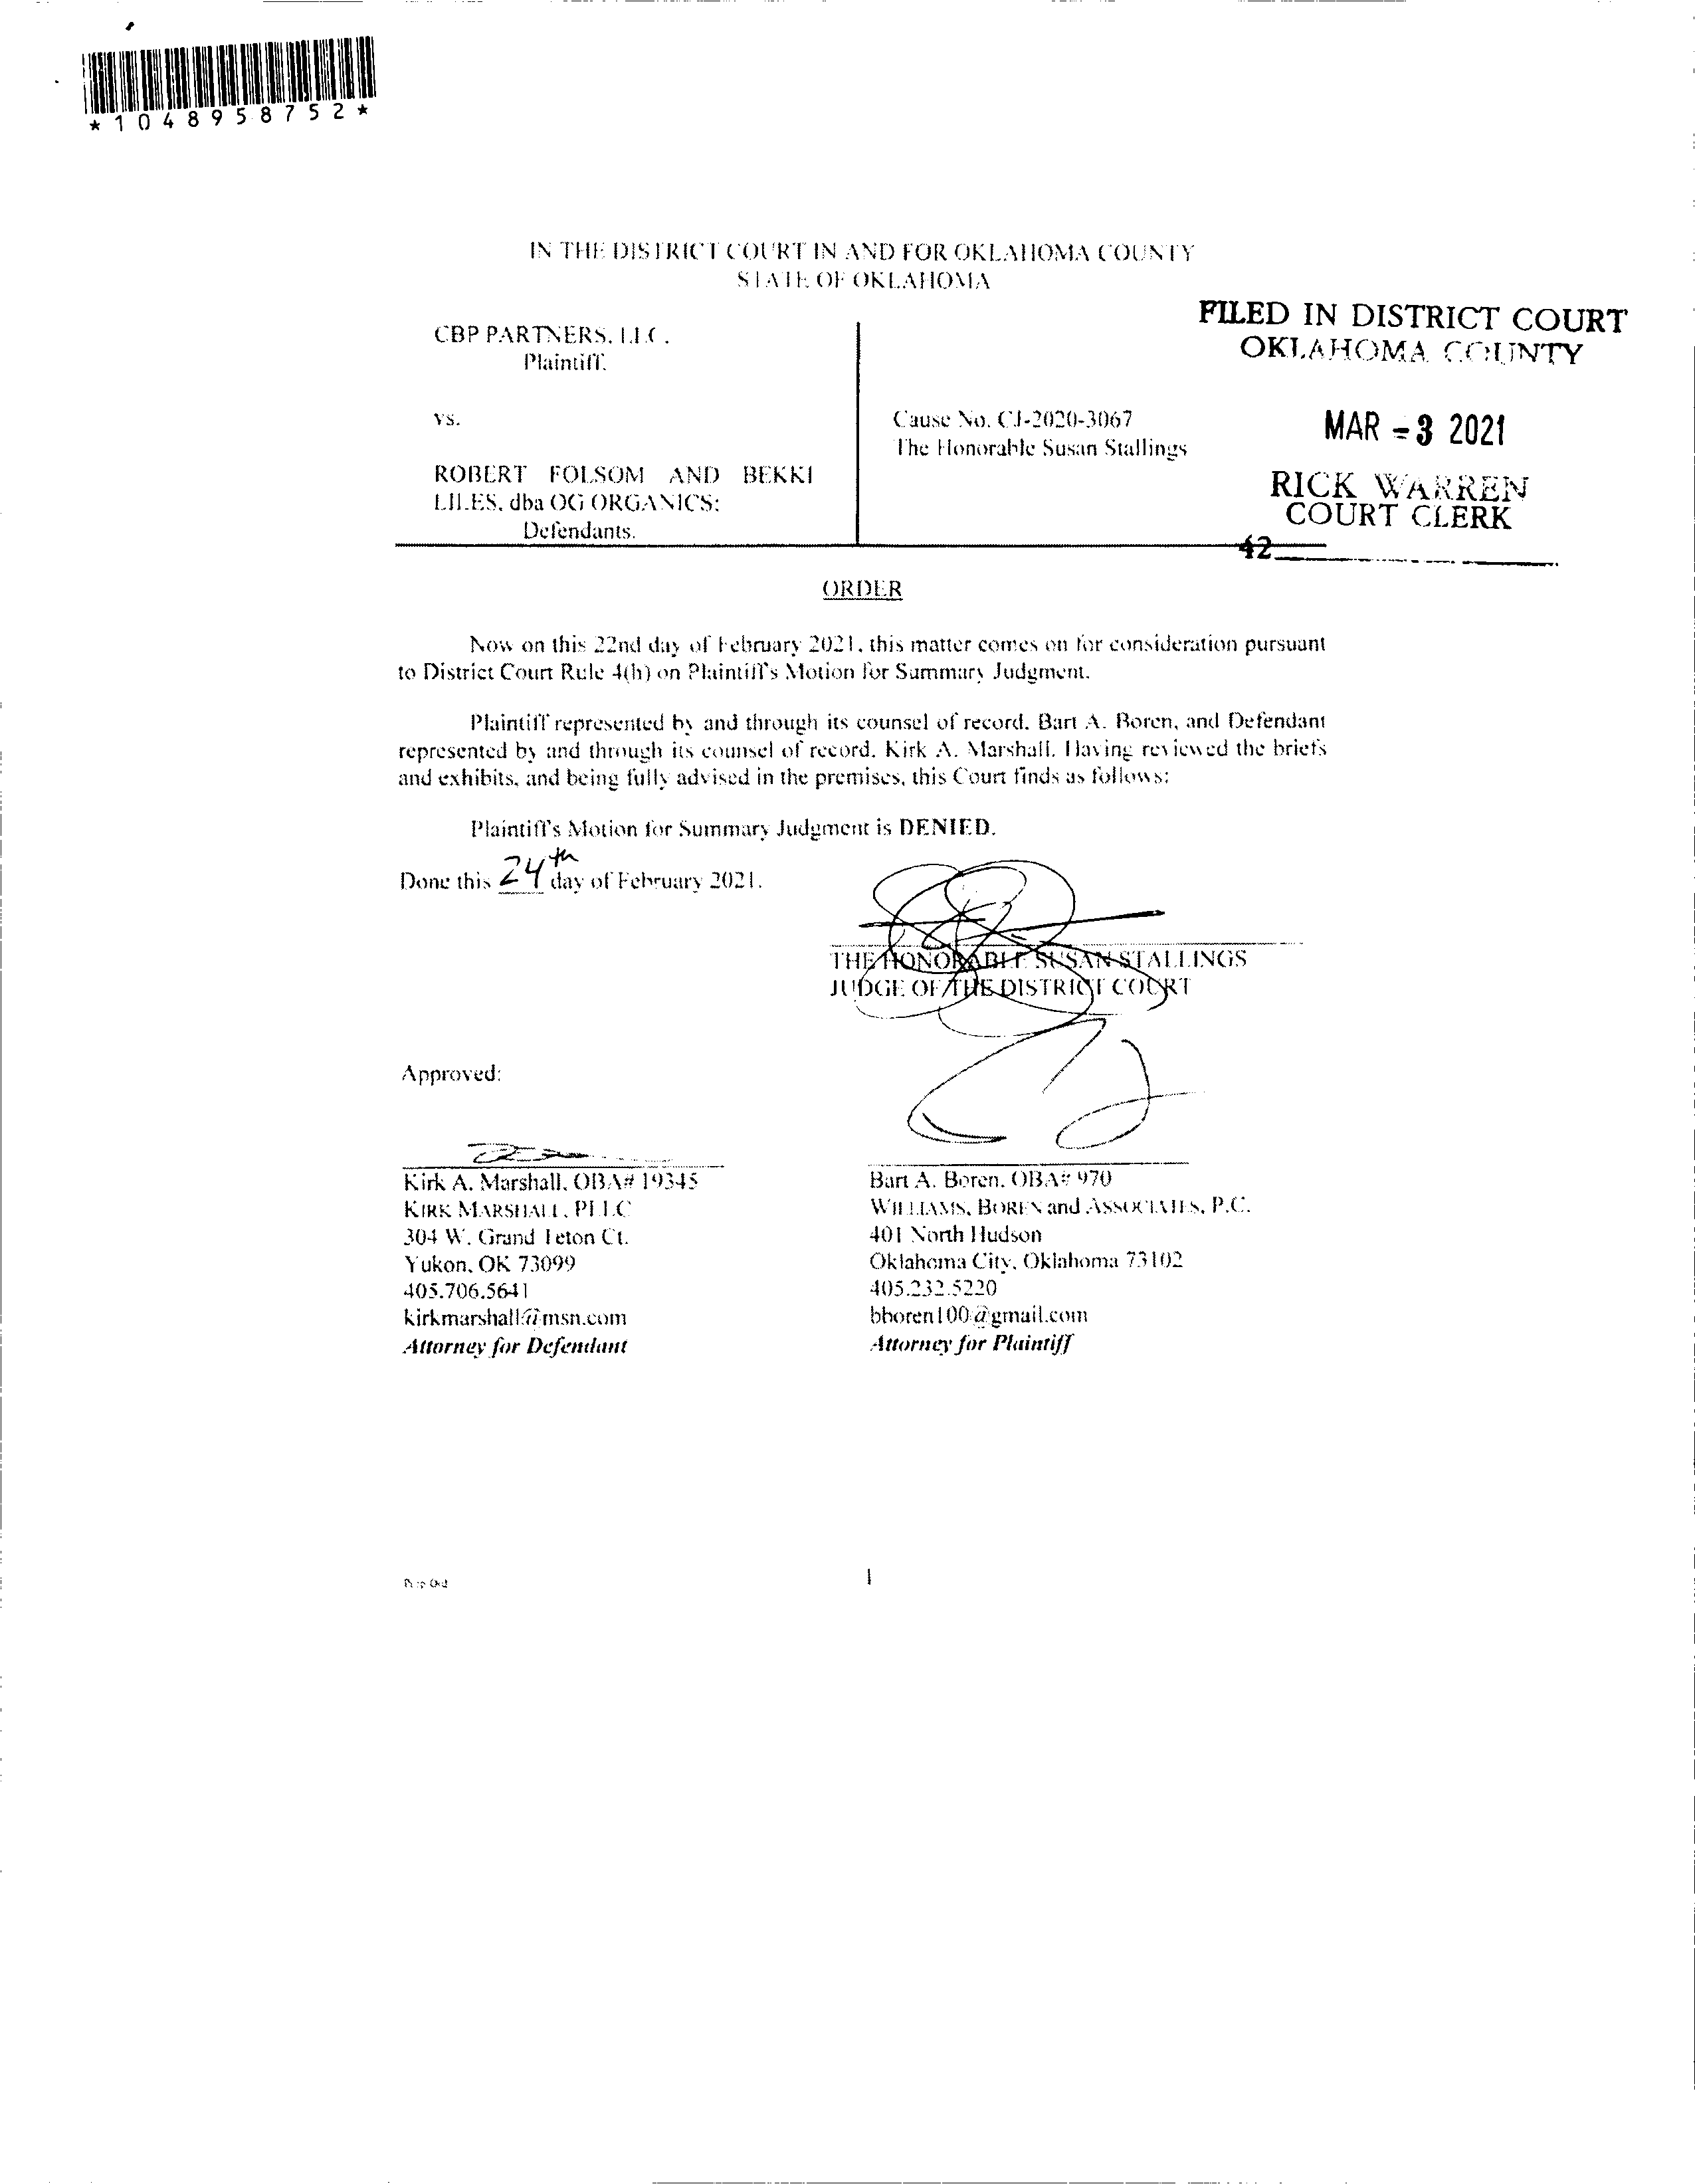 *1048958752*
IN THE DISTRICT COURT IN AND FOR OKLAHOMA COUNTY
STATE OF OKLAHOMA
FILED IN DISTRICT COURT
OKLAHOMA COUNTY
MAR - 3 2021
RICK WARREN
COURT CLERK
42
CBP PARTNERS, LLC,
Plaintiff,
vs.
ROBERT FOLSOM AND BEKKI
LILES, dba OG ORGANICS;
Defendants.
Cause No. CJ-2020-3067
The Honorable Susan Stallings
ORDER
Now on this 22nd day of February 2021, this matter comes on for consideration pursuant
to District Court Rule 4(h) on Plaintiff's Motion for Summary Judgment.
Plaintiff represented by and through its counsel of record, Bart A. Boren, and Defendant
represented by and through its counsel of record, Kirk A. Marshall. Having reviewed the briefs
and exhibits, and being fully advised in the premises, this Court finds as follows:
Plaintiff's Motion for Summary Judgment is DENIED.
Done this 24th day of February 2021.
THE HONORABLE SUSAN STALLINGS
JUDGE OF THE DISTRICT COURT
Approved:
Kirk A. Marshall, OBA# 19345
KIRK MARSHALL, PLLC
304 W. Grand Teton Ct.
Yukon, OK 73099
405.706.5641
kirkmarshall@msn.com
Attorney for Defendant
Bart A. Boren, OBA# 970
WILLIAMS, BOREN and ASSOCIATES, P.C.
401 North Hudson
Oklahoma City, Oklahoma 73102
405.232.5220
bboren100@gmail.com
Attorney for Plaintiff
1